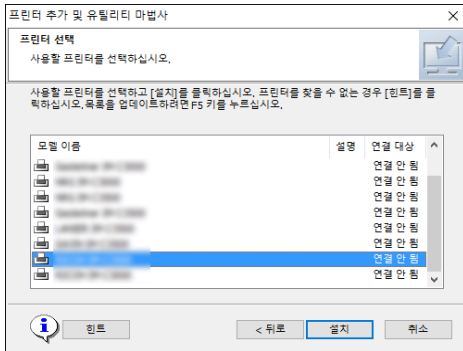 프린터 추가 및 유틸리티 마법사
프린터 선택
사용할 프린터를 선택하십시오.
사용할 프린터를 선택하고 [설치]를 클릭하십시오. 프린터를 찾을 수 없는 경우 [힌트]를 클
릭하십시오.목록을 업데이트하려면 F5 키를 누르십시오.
모델 이름 설명 연결 대상
연결 안 됨
연결 안 됨
연결 안 됨
연결 안 됨
연결 안 됨
연결 안 됨
연결 안 됨
연결 안 됨
힌트 < 뒤로 설치 취소